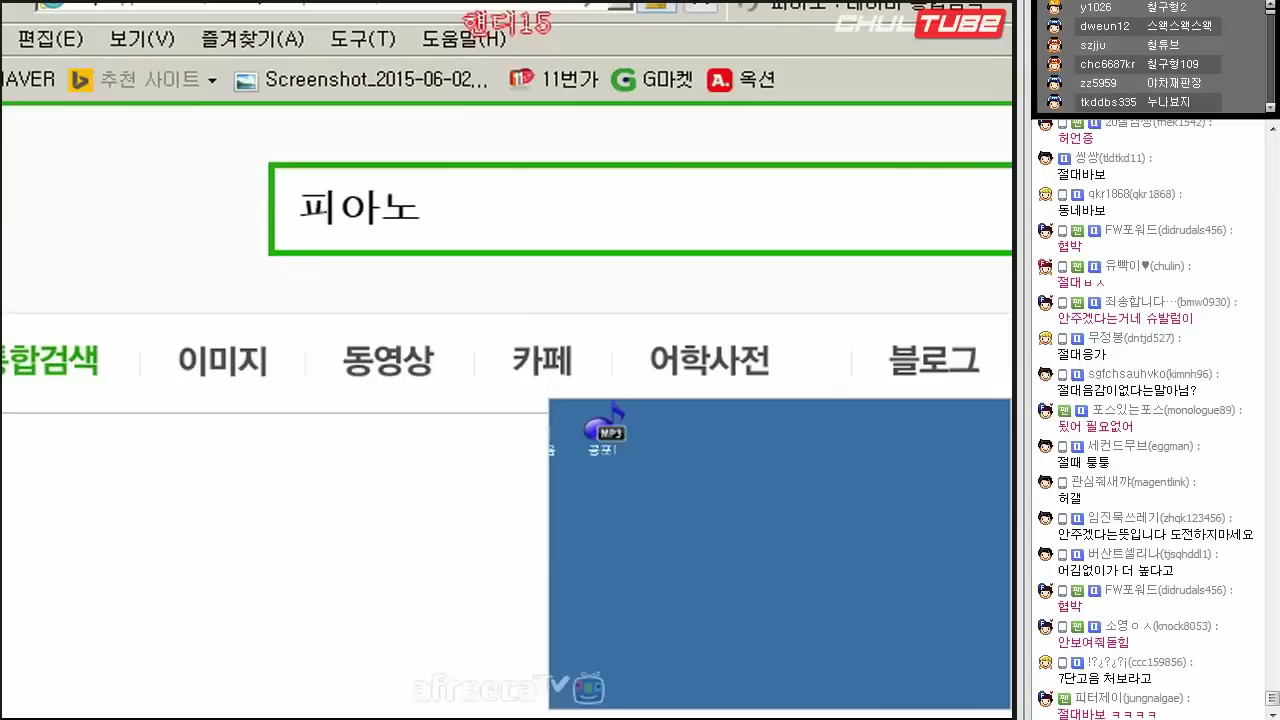 핸디15
CHULTUBE
편집(E) 보기(V) 즐겨찾기(A) 도구(T) 도움말(H)
NAVER 추천 사이트 Screenshot_2015-06-02,,, 11번가 G마켓 A. 옥션
피아노
통합검색 이미지 동영상 카페 어학사전 블로그
MP3
공포!
afreecaTV
y1026 철구형2
dweun12 스왁스왁스왝
szjju 철튜브
chc6687kr 철구형109
zz5959 아차재판장
tkddbs335 누나뵤지
허언증
씽쌍(tldtkd11) :
절대바보
qkr1868(qkr1868) :
동네바보
FW포워드(didrudals456) :
협박
유빡이♥(chulin) :
절대ㅂㅅ
죄송합니다…(bmw0930) :
안주겠다는거네 슈발럼이
무정봉(dntjd527) :
절대응가
sgfchsauhvko(kimnh96) :
절대음감이없다는말아님?
포스있는포스(monologue89) :
됬어 필요없어
세컨드무브(eggman) :
절때 퉁퉁
관심줘새꺄(magentlink) :
허갤
임진묵쓰레기(zhqk123456) :
안주겠다는뜻입니다 도전하지마세요
버산트셀리나(tjsqhddl1) :
어김없이가 더 높다고
FW포워드(didrudals456) :
협박
소영ㅇㅅ(knock8053) :
안보여줘돋힘
!?¿?¿?¡(ccc159856) :
7단고음 쳐보라고
피터제이(jungnalgae) :
절대바보 ㅋㅋㅋㅋ